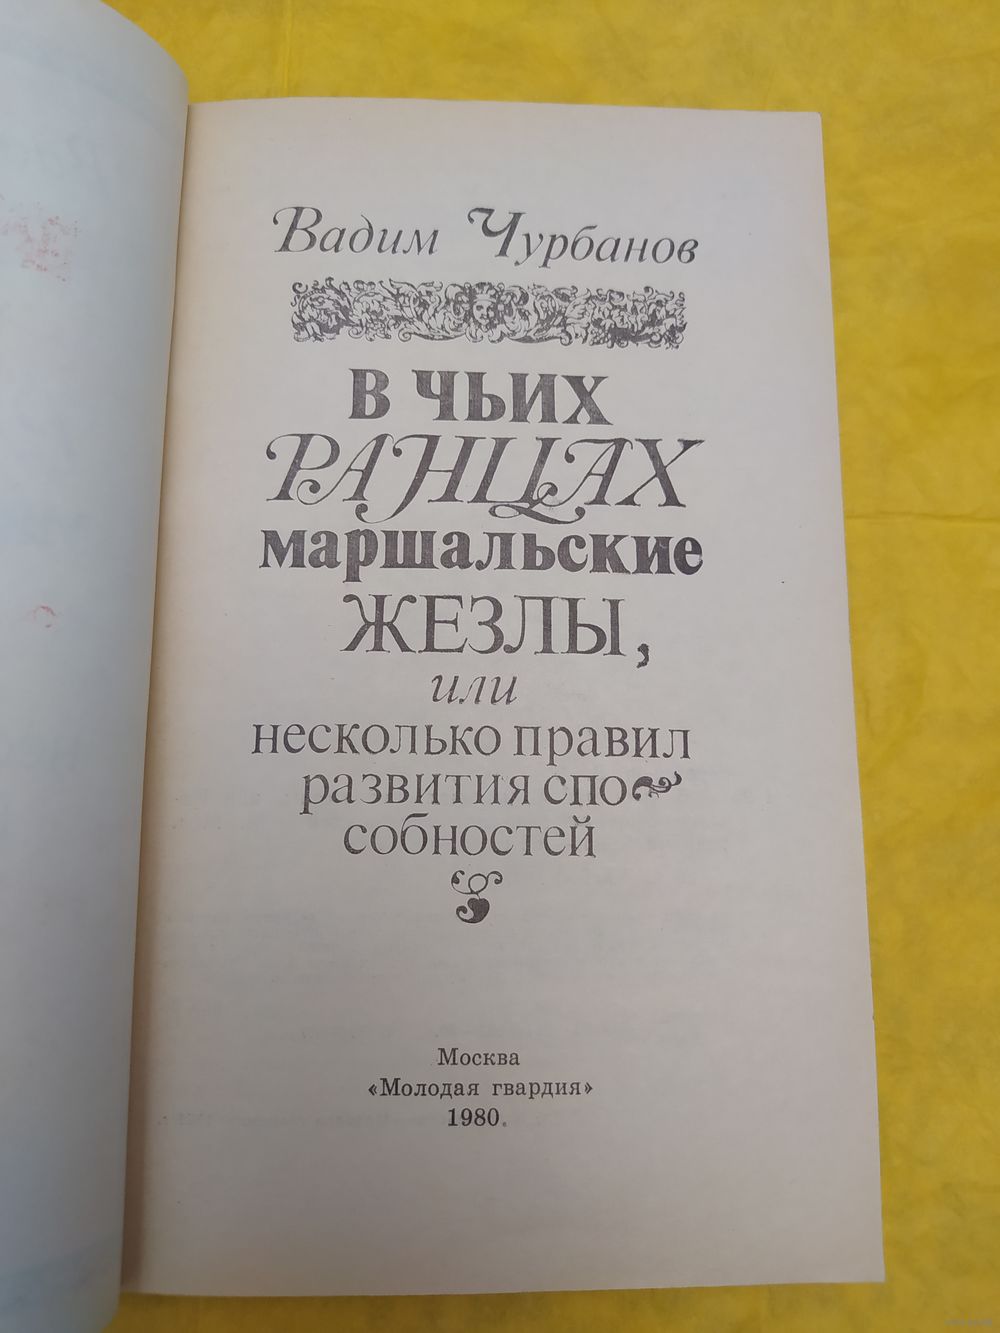 Вадим Чурбанов
В ЧЬИХ
РАНЦАХ
маршальские
ЖЕЗЛЫ,
или
несколько правил
развития спо
собностей
Москва
«Молодая гвардия»
1980.